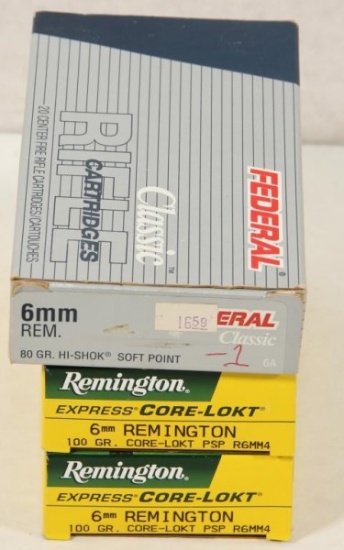 FEDERAL®
Classic™
RIFLE
CARTRIDGES
20 CENTER FIRE RIFLE CARTRIDGES/CARTOUCHES
6mm
REM.
80 GR. HI-SHOK® SOFT POINT
1659
ERAL
Classic
-1
6A
Remington®
EXPRESS® CORE-LOKT®
6mm REMINGTON
100 GR. CORE-LOKT PSP R6MM4
Remington®
EXPRESS® CORE-LOKT®
6mm REMINGTON
100 GR. CORE-LOKT PSP R6MM4